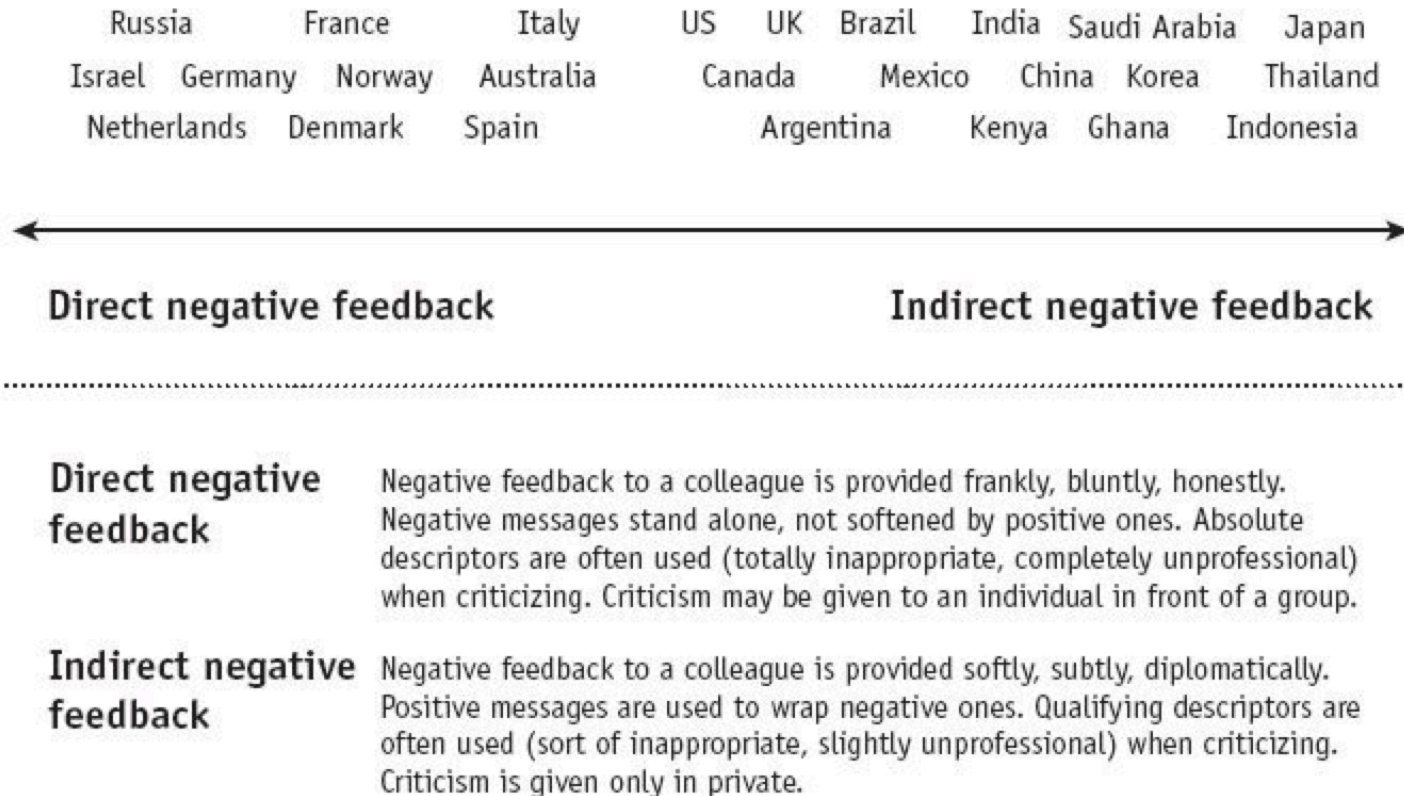 Russia France Italy US UK Brazil India Saudi Arabia Japan
Israel Germany Norway Australia Canada Mexico China Korea Thailand
Netherlands Denmark Spain Argentina Kenya Ghana Indonesia
Direct negative feedback Indirect negative feedback
Direct negative
feedback
Negative feedback to a colleague is provided frankly, bluntly, honestly.
Negative messages stand alone, not softened by positive ones. Absolute
descriptors are often used (totally inappropriate, completely unprofessional)
when criticizing. Criticism may be given to an individual in front of a group.
Indirect negative
feedback
Negative feedback to a colleague is provided softly, subtly, diplomatically.
Positive messages are used to wrap negative ones. Qualifying descriptors are
often used (sort of inappropriate, slightly unprofessional) when criticizing.
Criticism is given only in private.